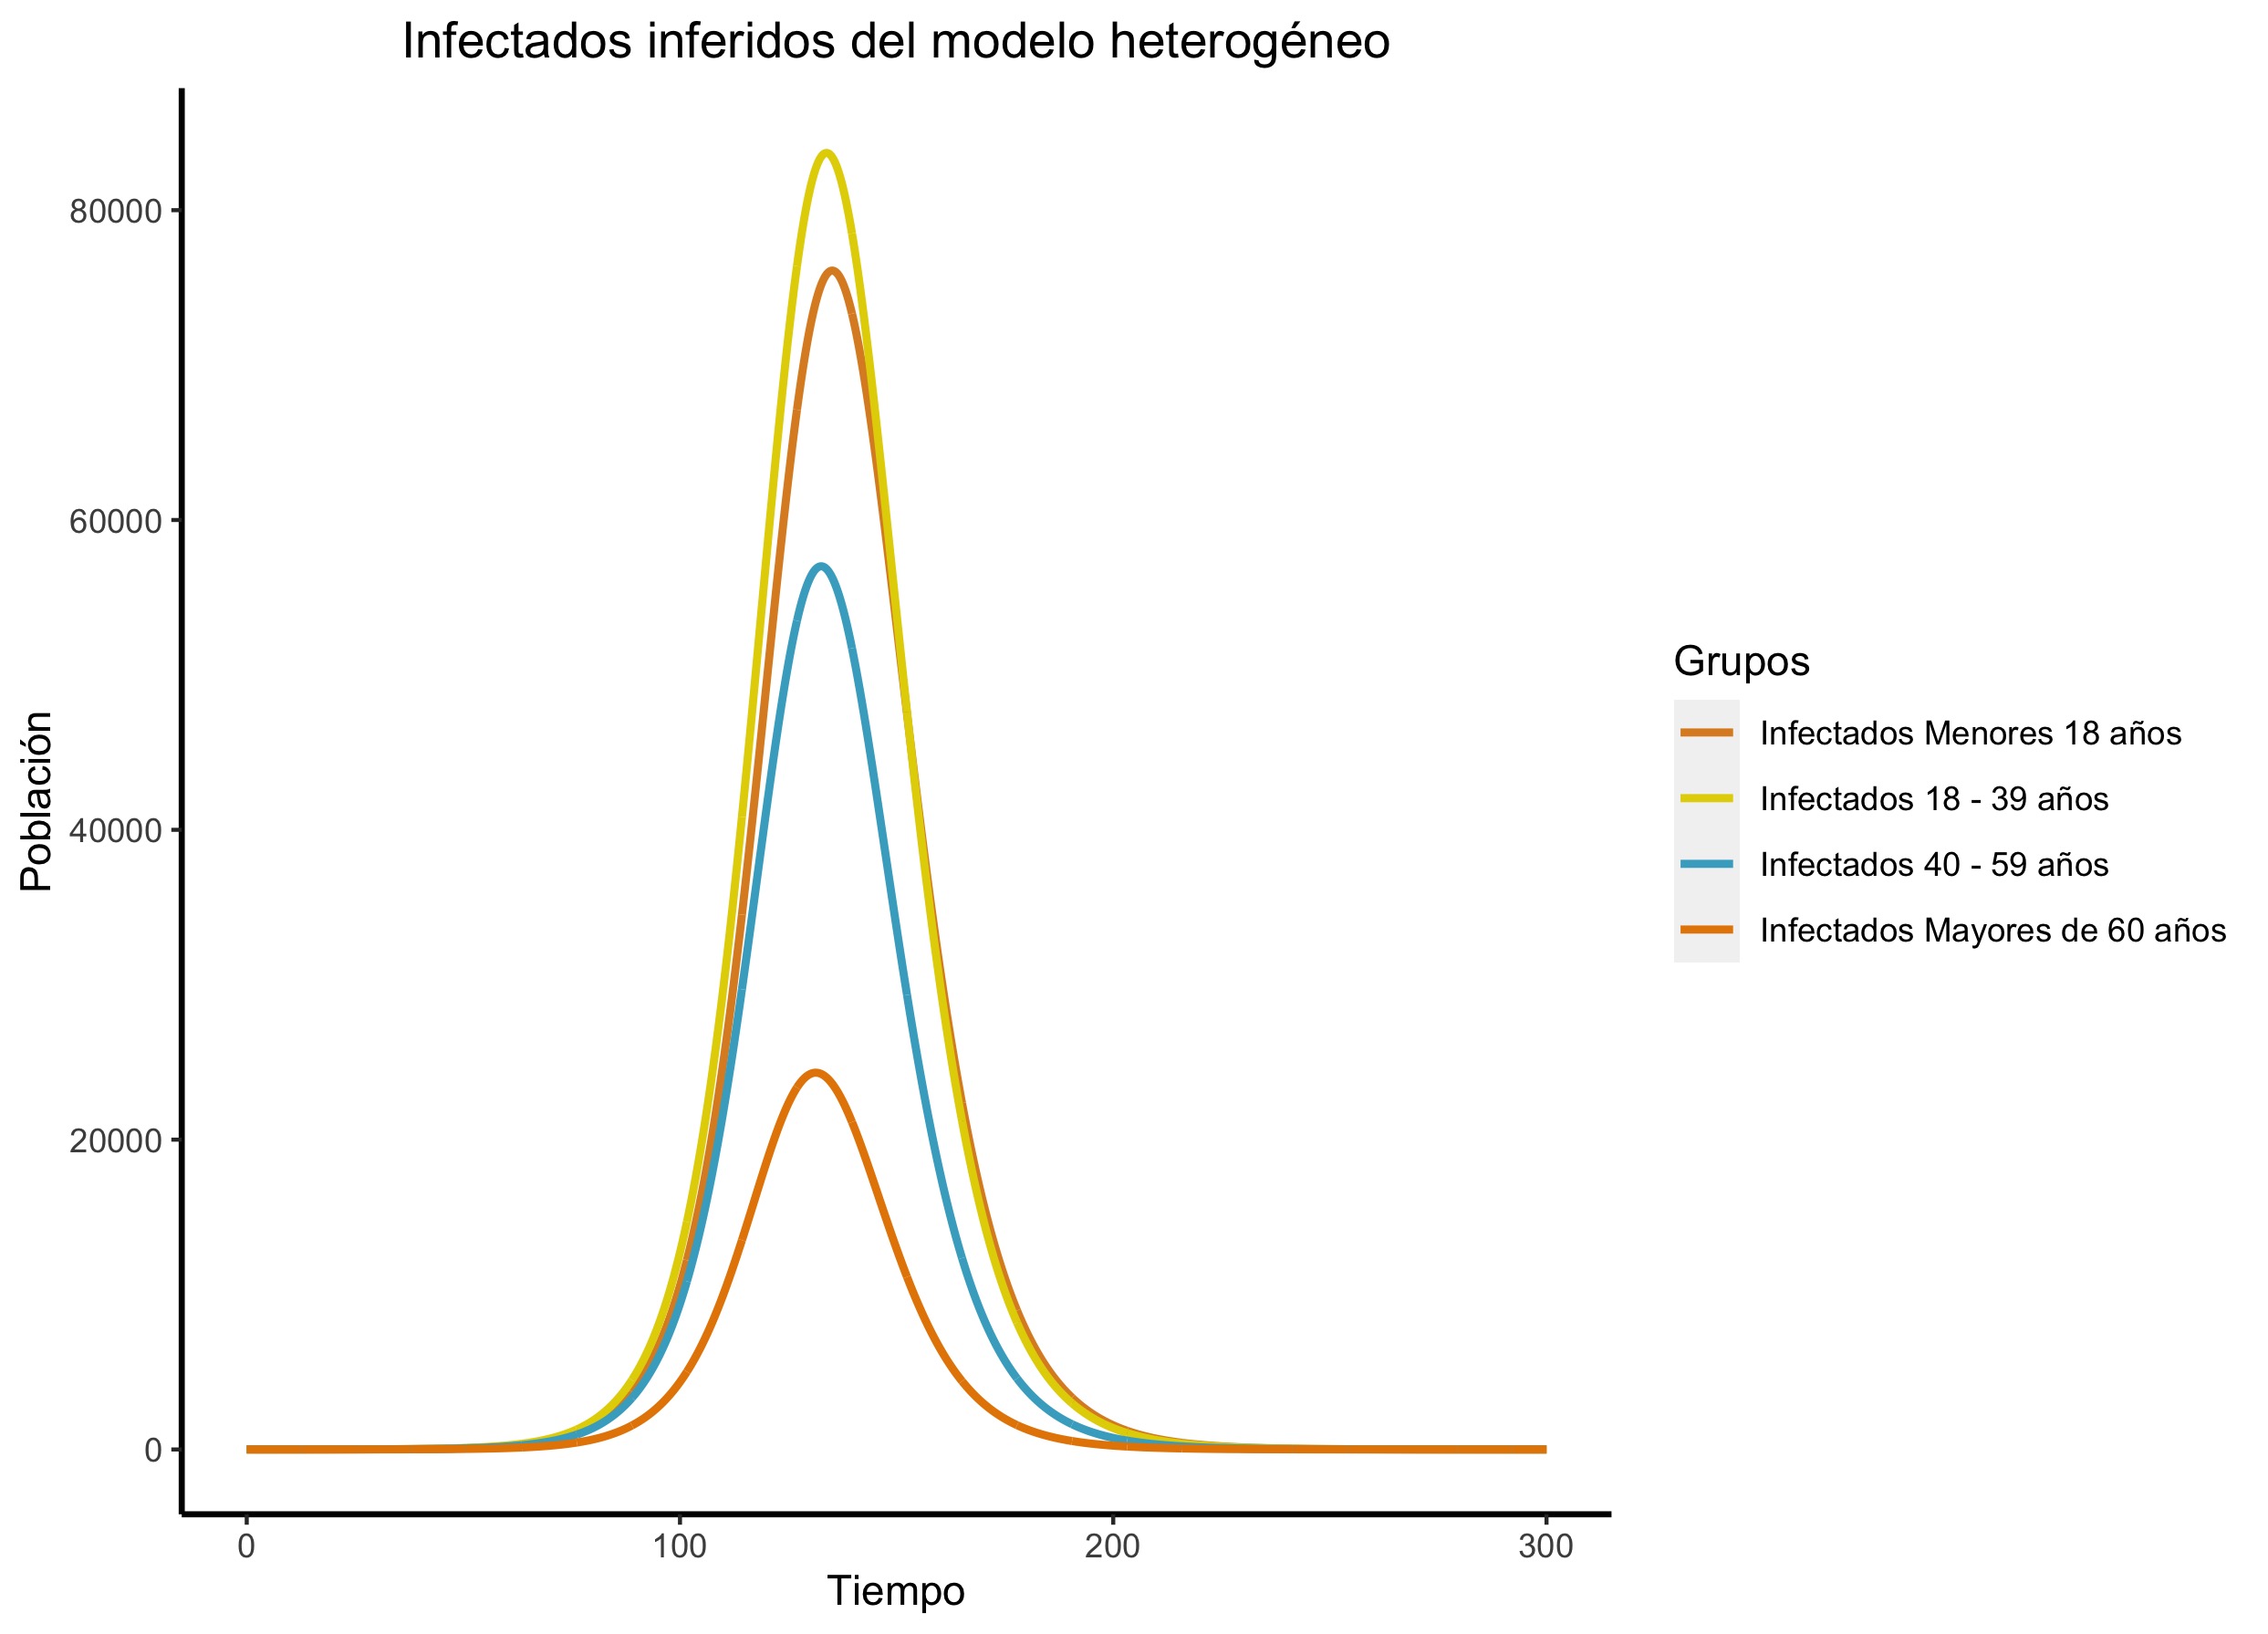 Infectados inferidos del modelo heterogéneo
Población
80000
60000
40000
20000
0
0
100
200
300
Tiempo
Grupos
Infectados Menores 18 años
Infectados 18 - 39 años
Infectados 40 - 59 años
Infectados Mayores de 60 años